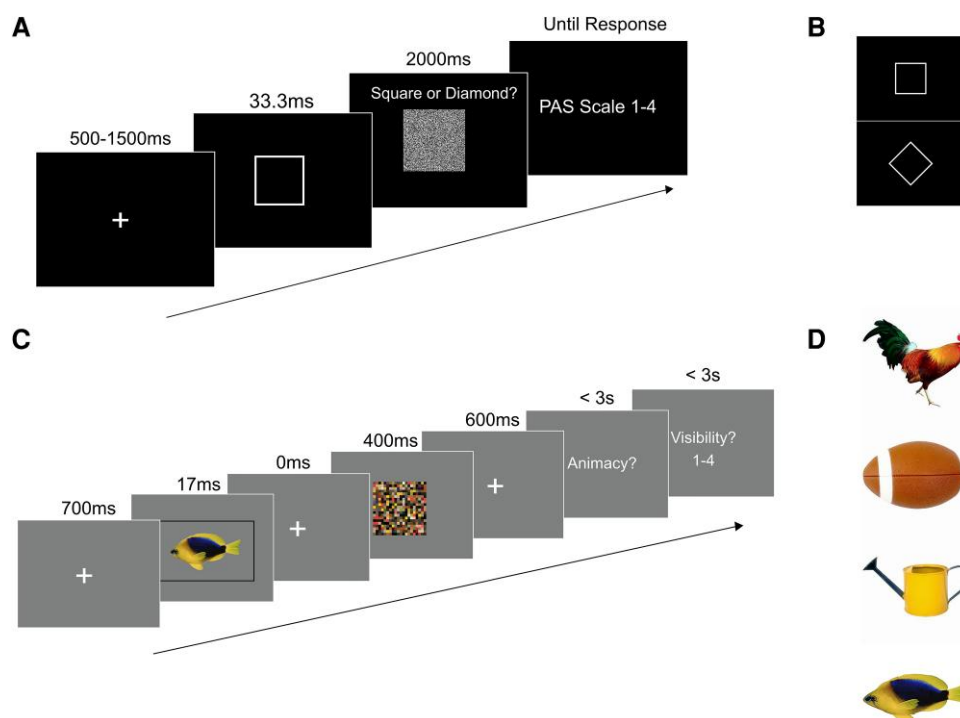 A
500-1500ms
33.3ms
2000ms
Until Response
Square or Diamond?
PAS Scale 1-4
B
C
700ms
17ms
0ms
400ms
600ms
< 3s
< 3s
Animacy?
Visibility?
1-4
D